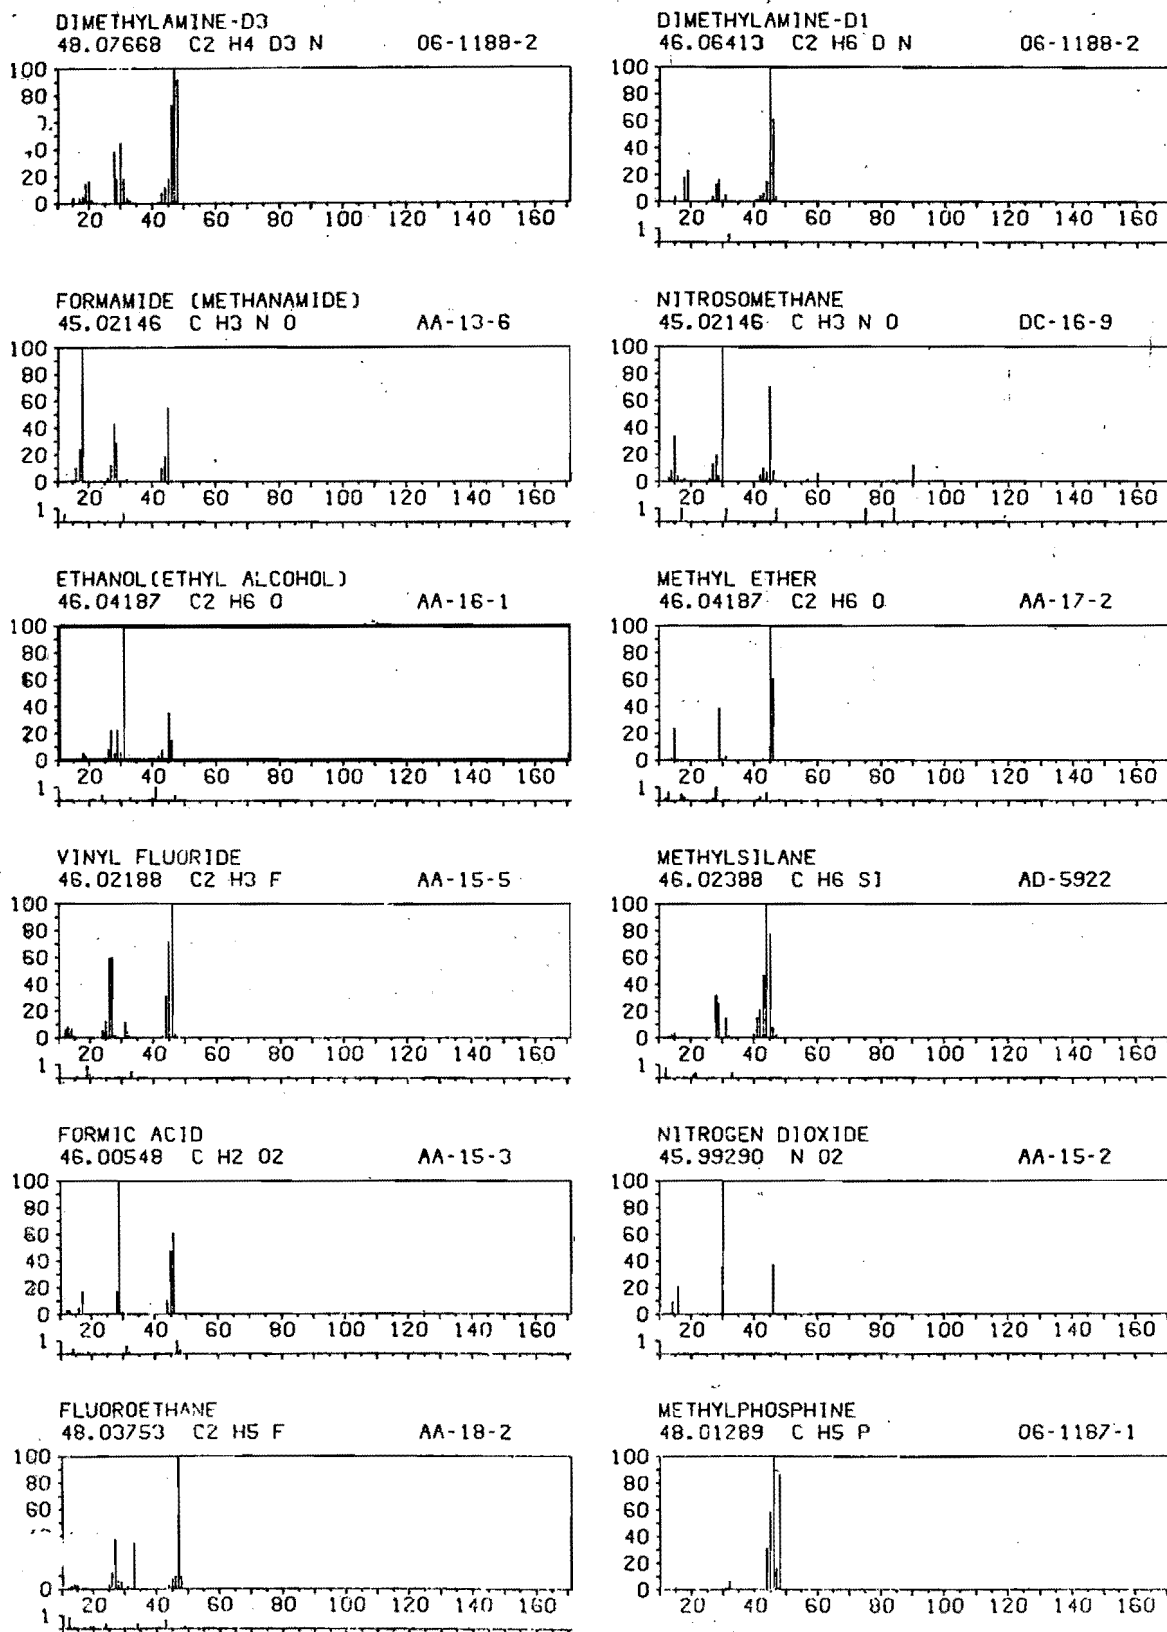 DIMETHYLAMINE-D3
48.07668 C2 H4 D3 N 06-1188-2
100
80
20
0
20 40 60 80 100 120 140 160
DIMETHYLAMINE-D1
46.06413 C2 H6 D N 06-1188-2
100
80
60
40
20
0
20 40 60 80 100 120 140 160
1
FORMAMIDE (METHANAMIDE)
45.02146 C H3 N O AA-13-6
100
80
60
40
20
0
20 40 60 80 100 120 140 160
1
NITROSOMETHANE
45.02146 C H3 N O DC-16-9
100
80
60
40
20
0
20 40 60 80 100 120 140 160
1
ETHANOL(ETHYL ALCOHOL)
46.04187 C2 H6 O AA-16-1
100
80
60
40
20
0
20 40 60 80 100 120 140 160
1
METHYL ETHER
46.04187 C2 H6 O AA-17-2
100
80
60
40
20
0
20 40 60 80 100 120 140 160
1
VINYL FLUORIDE
46.02188 C2 H3 F AA-15-5
100
80
60
40
20
0
20 40 60 80 100 120 140 160
1
METHYLSILANE
46.02388 C H6 SI AD-5922
100
80
60
40
20
0
20 40 60 80 100 120 140 160
1
FORMIC ACID
46.00548 C H2 O2 AA-15-3
100
80
60
40
20
0
20 40 60 80 100 120 140 160
1
NITROGEN DIOXIDE
45.99290 N O2 AA-15-2
100
80
60
40
20
0
20 40 60 80 100 120 140 160
1
FLUOROETHANE
48.03753 C2 H5 F AA-18-2
100
80
60
0
20 40 60 80 100 120 140 160
1
METHYLPHOSPHINE
48.01289 C H5 P 06-1187-1
100
80
60
40
20
0
20 40 60 80 100 120 140 160